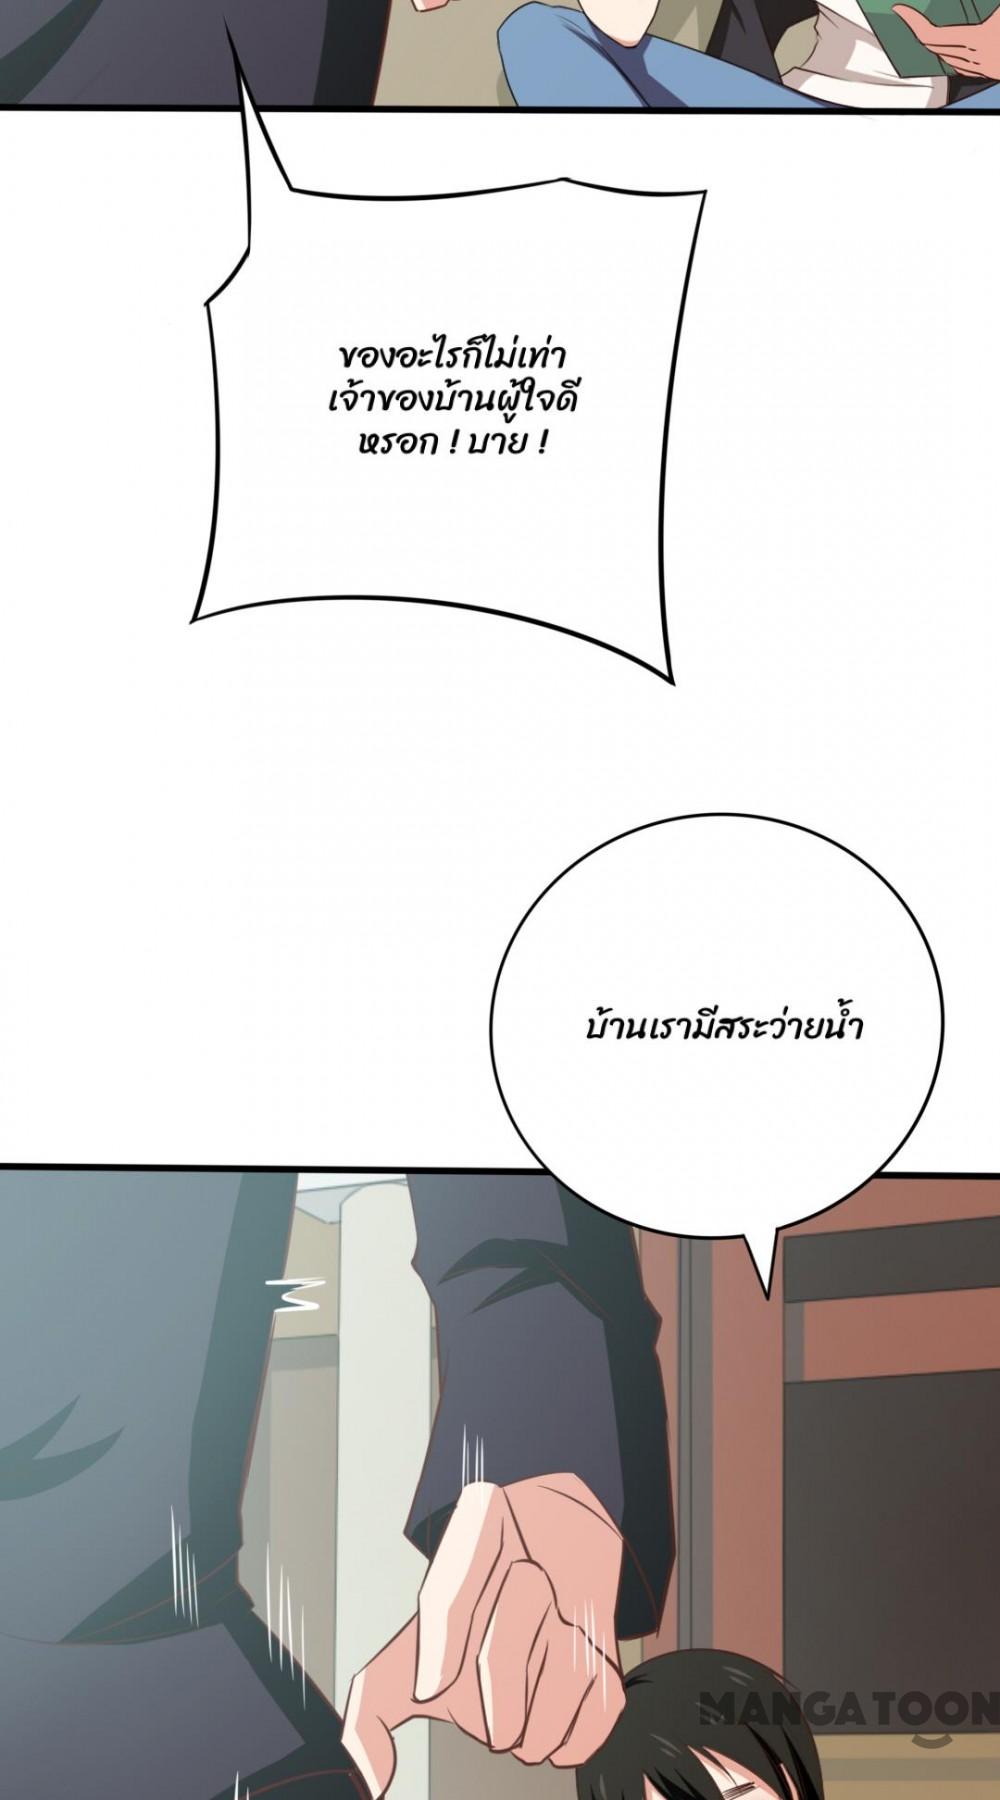 ของอะไรก็ไม่เท่า
เจ้าของบ้านผู้ใจดี
หรอก ! บาย !
บ้านเรามีสระว่ายน้ำ
MANGATOON